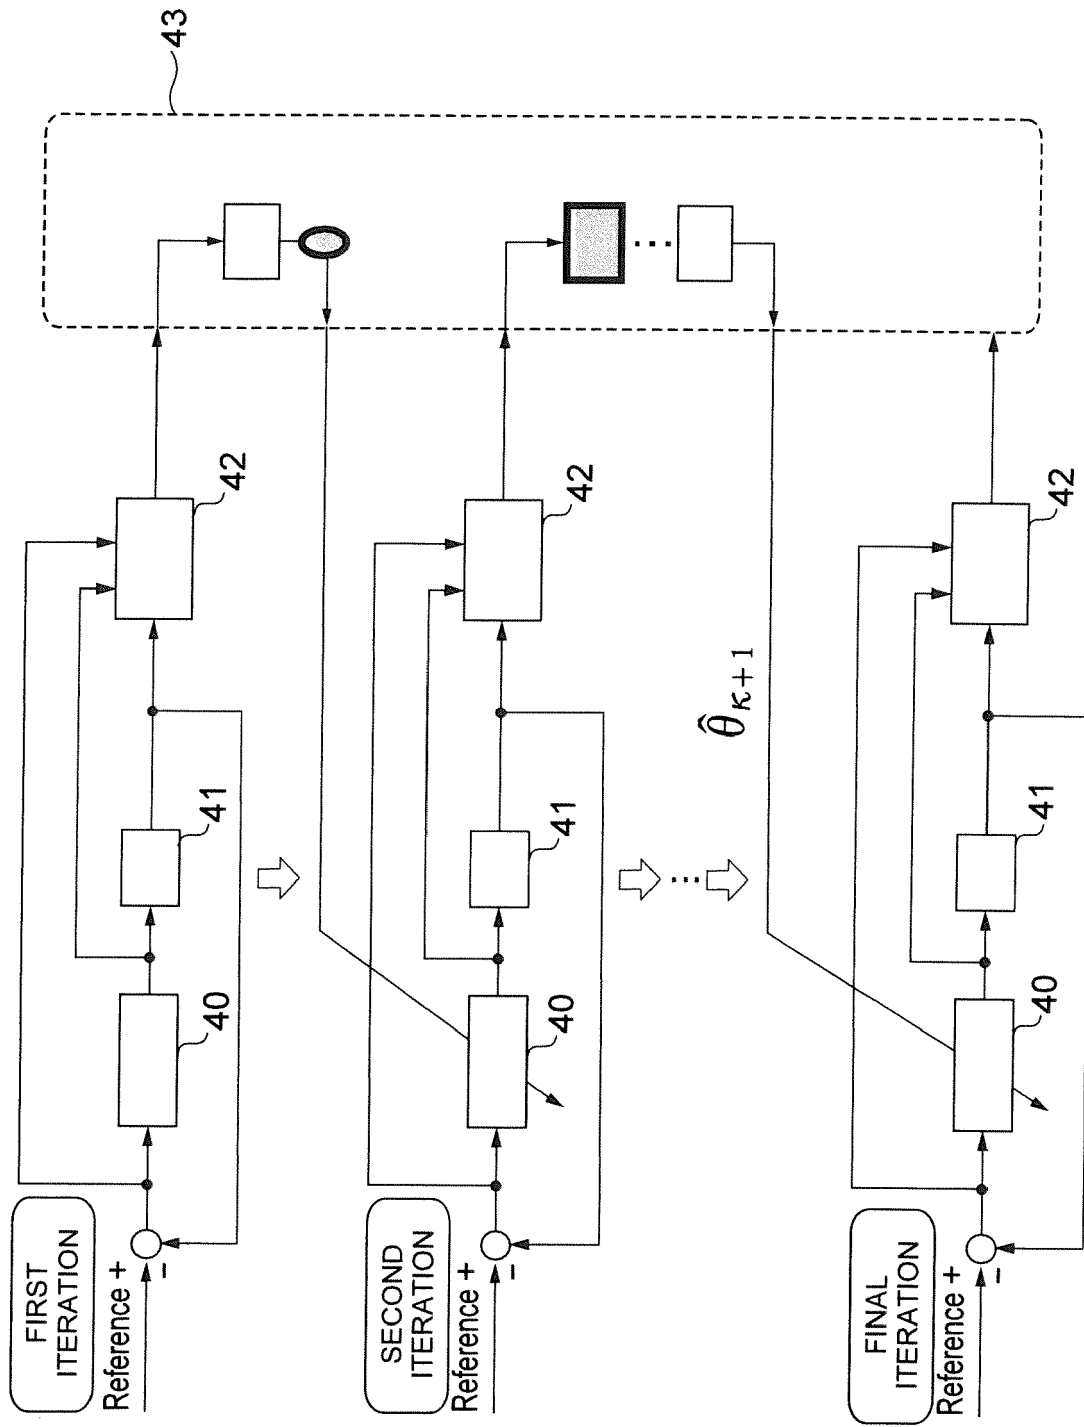 43
FIRST
ITERATION
Reference +
−
40
41
42
SECOND
ITERATION
Reference +
−
40
41
42
...
...
θ̂κ+1
FINAL
ITERATION
Reference +
−
40
41
42